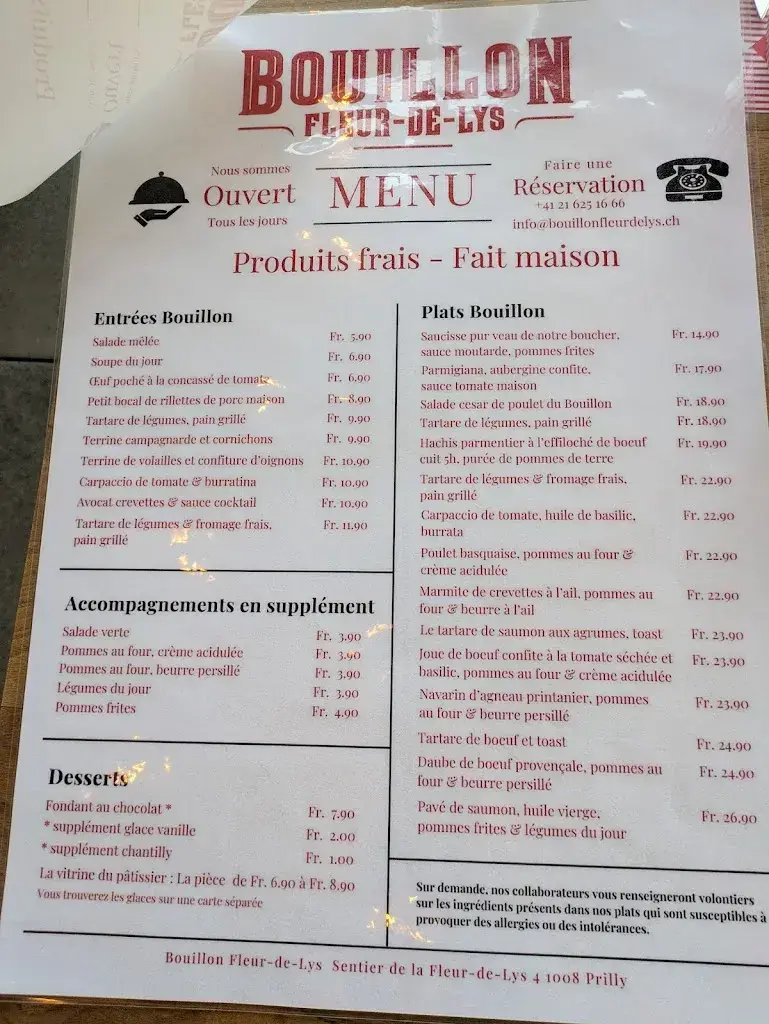 BOUILLON
FLEUR-DE-LYS
Nous sommes
Ouvert
Tous les jours
MENU
Faire une
Réservation
+41 21 625 16 66
info@bouillonfleurdelys.ch
Produits frais - Fait maison
Entrées Bouillon
Salade mêlée Fr. 5.90
Soupe du jour Fr. 6.90
Œuf poché à la concassé de tomate Fr. 6.90
Petit bocal de rillettes de porc maison Fr. 8.90
Tartare de légumes, pain grillé Fr. 9.90
Terrine campagnarde et cornichons Fr. 9.90
Terrine de volailles et confiture d'oignons Fr. 10.90
Carpaccio de tomate & burratina Fr. 10.90
Avocat crevettes & sauce cocktail Fr. 10.90
Tartare de légumes & fromage frais, Fr. 11.90
pain grillé
Accompagnements en supplément
Salade verte Fr. 3.90
Pommes au four, crème acidulée Fr. 3.90
Pommes au four, beurre persillé Fr. 3.90
Légumes du jour Fr. 3.90
Pommes frites Fr. 4.90
Desserts
Fondant au chocolat * Fr. 7.90
* supplément glace vanille Fr. 2.00
* supplément chantilly Fr. 1.00
La vitrine du pâtissier : La pièce de Fr. 6.90 à Fr. 8.90
Vous trouverez les glaces sur une carte séparée
Plats Bouillon
Saucisse pur veau de notre boucher, Fr. 14.90
sauce moutarde, pommes frites
Parmigiana, aubergine confite, Fr. 17.90
sauce tomate maison
Salade cesar de poulet du Bouillon Fr. 18.90
Tartare de légumes, pain grillé Fr. 18.90
Hachis parmentier à l'effiloché de boeuf Fr. 19.90
cuit 5h, purée de pommes de terre
Tartare de légumes & fromage frais, Fr. 22.90
pain grillé
Carpaccio de tomate, huile de basilic, Fr. 22.90
burrata
Poulet basquaise, pommes au four & Fr. 22.90
crème acidulée
Marmite de crevettes à l'ail, pommes au Fr. 22.90
four & beurre à l'ail
Le tartare de saumon aux agrumes, toast Fr. 23.90
Joue de boeuf confite à la tomate séchée et Fr. 23.90
basilic, pommes au four & crème acidulée
Navarin d'agneau printanier, pommes Fr. 23.90
au four & beurre persillé
Tartare de boeuf et toast Fr. 24.90
Daube de boeuf provençale, pommes au Fr. 24.90
four & beurre persillé
Pavé de saumon, huile vierge, Fr. 26.90
pommes frites & légumes du jour
Sur demande, nos collaborateurs vous renseigneront volontiers
sur les ingrédients présents dans nos plats qui sont susceptibles à
provoquer des allergies ou des intolérances.
Bouillon Fleur-de-Lys Sentier de la Fleur-de-Lys 4 1008 Prilly